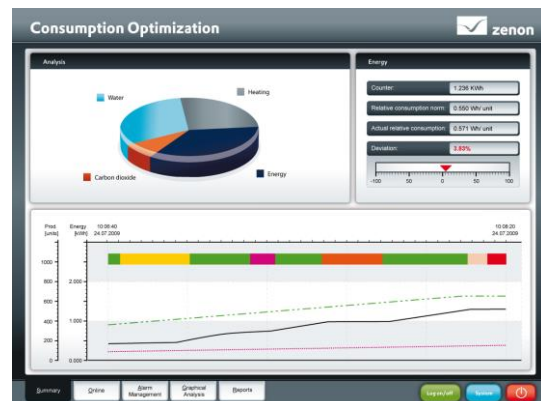 Consumption Optimization
zenon
Analysis
Water
Heating
Carbon dioxide
Energy
Energy
Counter: 1.236 KWh
Relative consumption norm: 0.550 Wh/ unit
Actual relative consumption: 0.571 Wh/ unit
Deviation: 3.83%
-100 50 0 50 100
Prod. [units]
Energy [kWh]
10:08:40
24.07.2009
10:08:20
24.07.2009
1000
800
600
400
200
0
2.000
1.000
0.000
Summary
Online
Alarm Management
Graphical Analysis
Reports
Log on/off
System